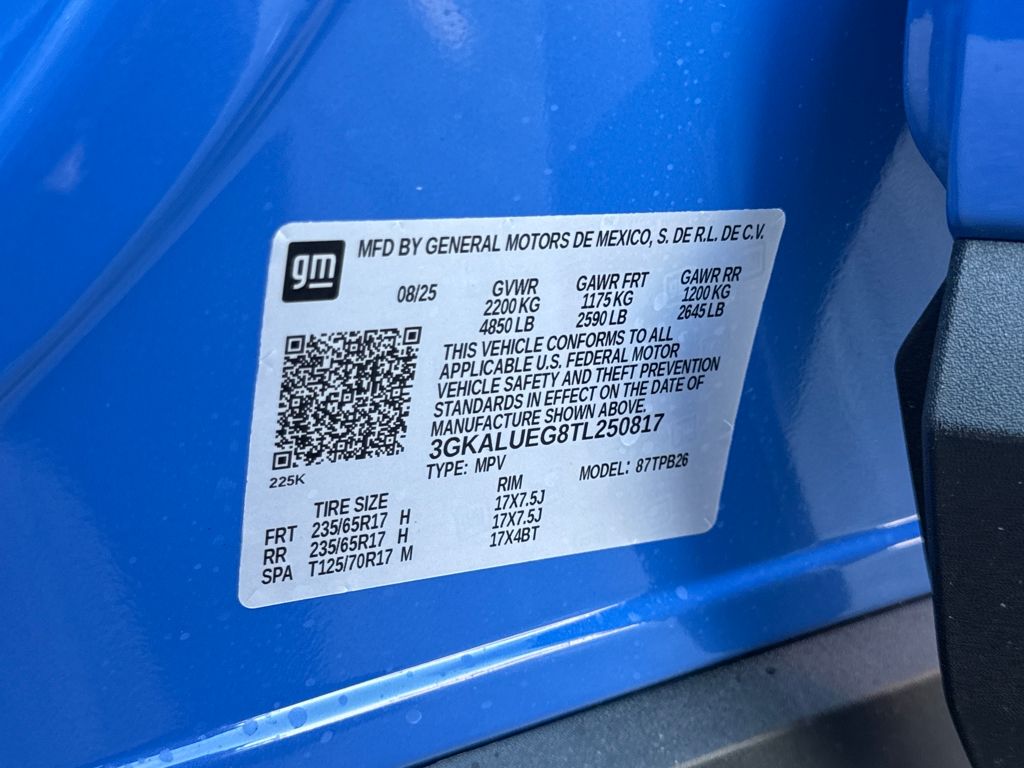 gm
MFD BY GENERAL MOTORS DE MEXICO, S. DE R.L. DE C.V.
08/25 GVWR GAWR FRT GAWR RR
2200 KG 1175 KG 1200 KG
4850 LB 2590 LB 2645 LB
THIS VEHICLE CONFORMS TO ALL
APPLICABLE U.S. FEDERAL MOTOR
VEHICLE SAFETY AND THEFT PREVENTION
STANDARDS IN EFFECT ON THE DATE OF
MANUFACTURE SHOWN ABOVE.
3GKALUEG8TL250817
225K TYPE: MPV MODEL: 87TPB26
TIRE SIZE RIM
FRT 235/65R17 H 17X7.5J
RR 235/65R17 H 17X7.5J
SPA T125/70R17 M 17X4BT